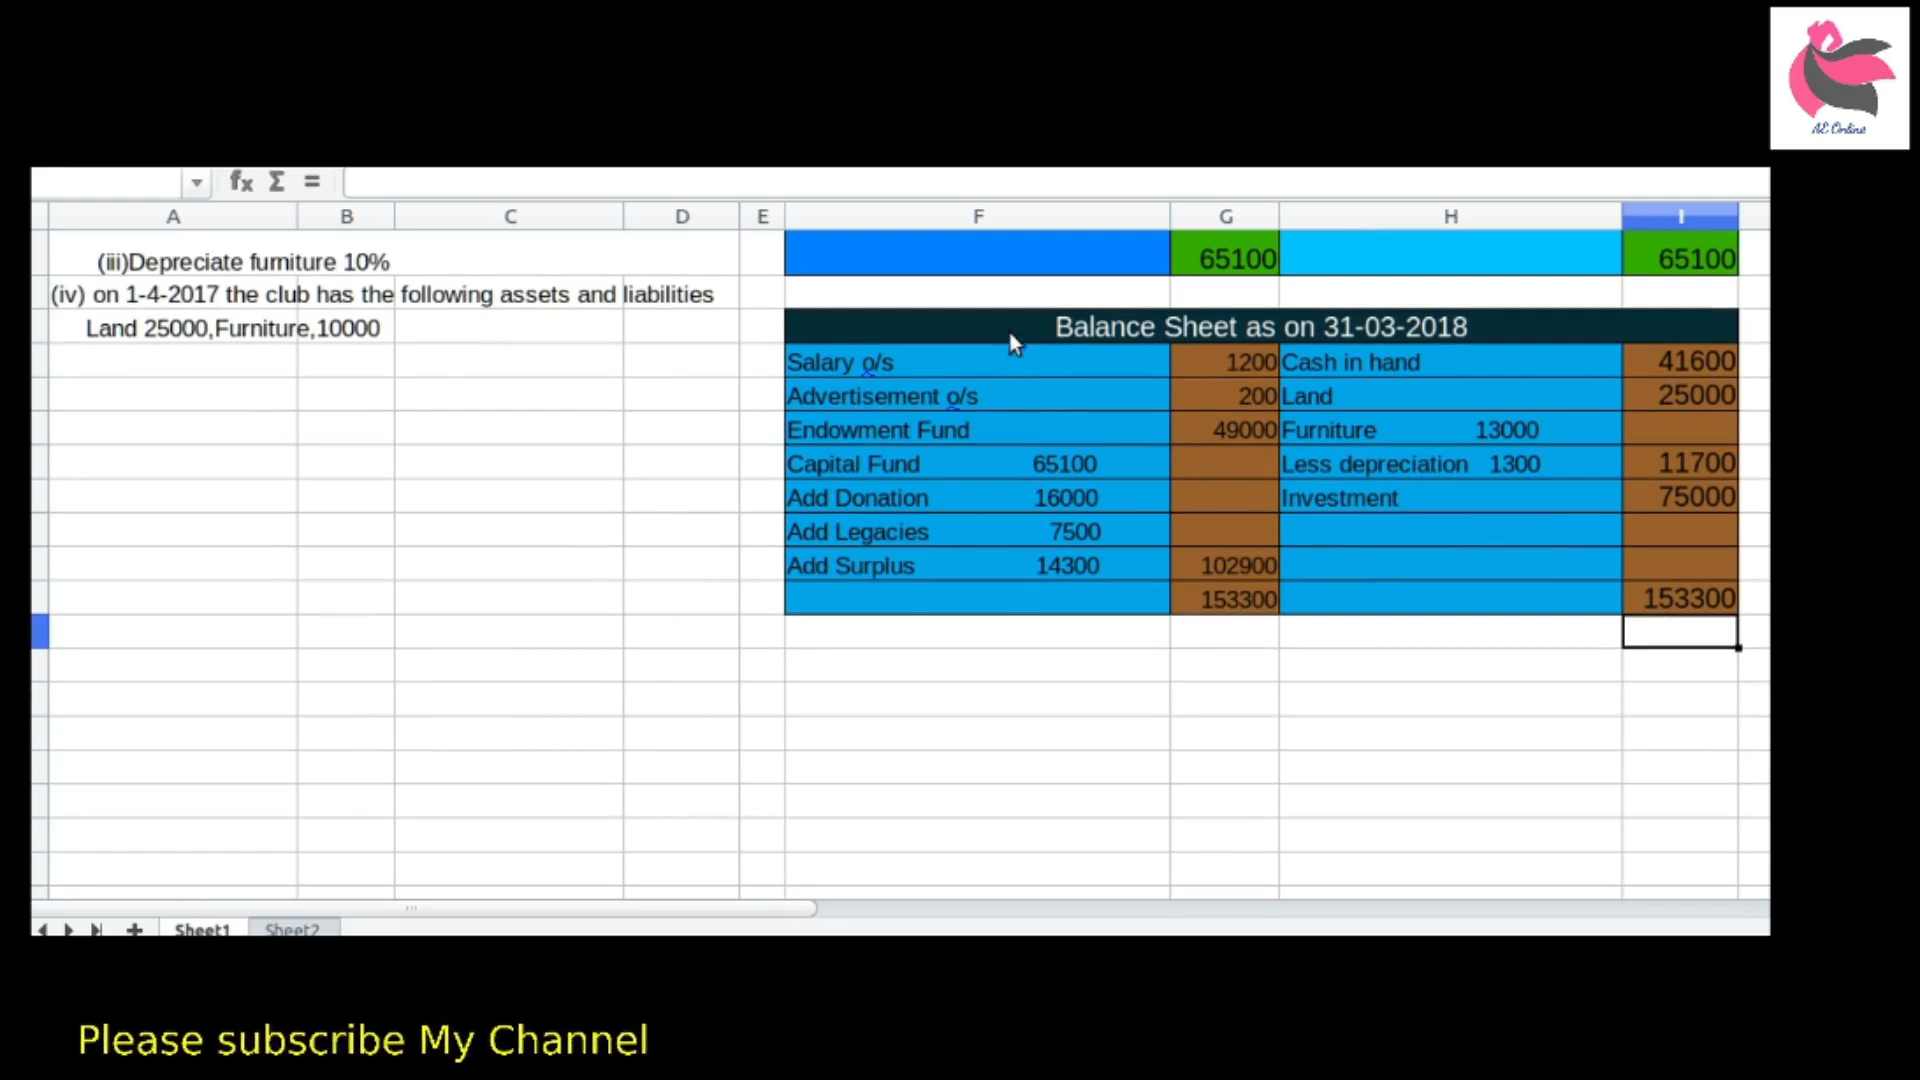 AE Online
fx Σ =
A B C D E F G H I
(iii)Depreciate furniture 10% 65100 65100
(iv) on 1-4-2017 the club has the following assets and liabilities
Land 25000,Furniture,10000 Balance Sheet as on 31-03-2018
Salary o/s 1200 Cash in hand 41600
Advertisement o/s 200 Land 25000
Endowment Fund 49000 Furniture 13000
Capital Fund 65100 Less depreciation 1300 11700
Add Donation 16000 Investment 75000
Add Legacies 7500
Add Surplus 14300 102900
153300 153300
Sheet1 Sheet2
Please subscribe My Channel